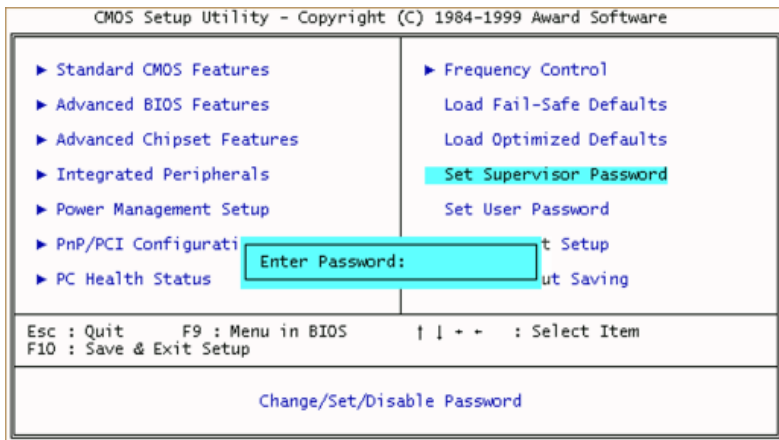 CMOS Setup Utility - Copyright (C) 1984-1999 Award Software
► Standard CMOS Features
► Advanced BIOS Features
► Advanced Chipset Features
► Integrated Peripherals
► Power Management Setup
► PnP/PCI Configurati
► PC Health Status
► Frequency Control
Load Fail-Safe Defaults
Load Optimized Defaults
Set Supervisor Password
Set User Password
t Setup
ut Saving
Enter Password:
Esc : Quit F9 : Menu in BIOS ↑ ↓ ← ← : Select Item
F10 : Save & Exit Setup
Change/Set/Disable Password